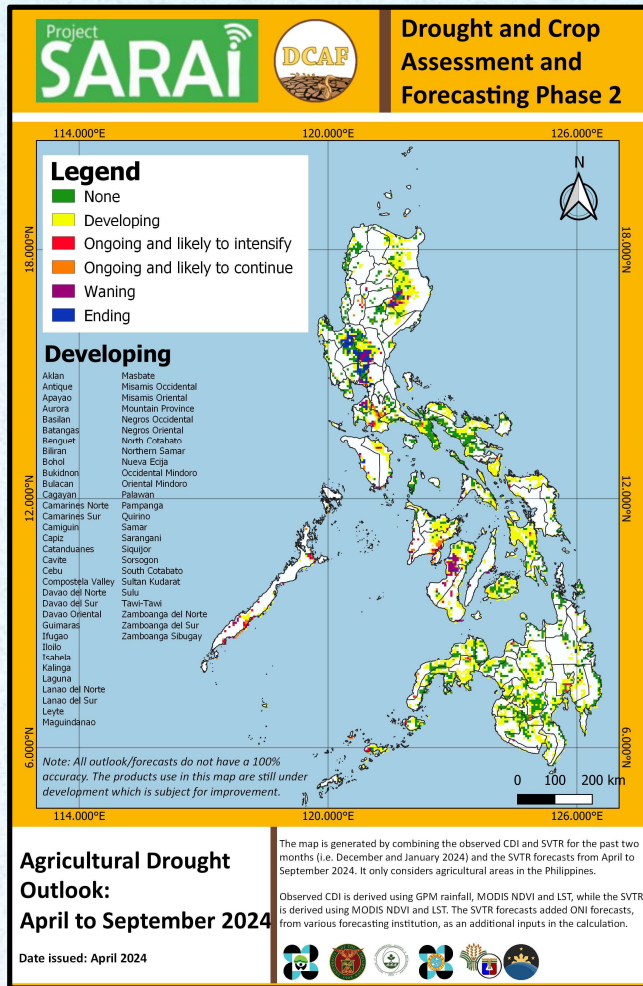 Project
SARAi
DCAF
Drought and Crop
Assessment and
Forecasting Phase 2
114.000°E
120.000°E
126.000°E
Legend
None
Developing
Ongoing and likely to intensify
Ongoing and likely to continue
Waning
Ending
N
18.000°N
18.000°N
Developing
Aklan
Antique
Apayao
Aurora
Basilan
Batangas
Benguet
Biliran
Bohol
Bukidnon
Bulacan
Cagayan
Camarines Norte
Camarines Sur
Camiguin
Capiz
Catanduanes
Cavite
Cebu
Compostela Valley
Davao del Norte
Davao del Sur
Davao Oriental
Guimaras
Ifugao
Iloilo
Isabela
Kalinga
Laguna
Lanao del Norte
Lanao del Sur
Leyte
Maguindanao
Masbate
Misamis Occidental
Misamis Oriental
Mountain Province
Negros Occidental
Negros Oriental
North Cotabato
Northern Samar
Nueva Ecija
Occidental Mindoro
Oriental Mindoro
Palawan
Pampanga
Quirino
Samar
Sarangani
Siquijor
Sorsogon
South Cotabato
Sultan Kudarat
Sulu
Tawi-Tawi
Zamboanga del Norte
Zamboanga del Sur
Zamboanga Sibugay
12.000°N
12.000°N
6.000°N
6.000°N
Note: All outlook/forecasts do not have a 100%
accuracy. The products use in this map are still under
development which is subject for improvement.
0 100 200 km
114.000°E
120.000°E
126.000°E
Agricultural Drought
Outlook:
April to September 2024
Date issued: April 2024
The map is generated by combining the observed CDI and SVTR for the past two
months (i.e. December and January 2024) and the SVTR forecasts from April to
September 2024. It only considers agricultural areas in the Philippines.
Observed CDI is derived using GPM rainfall, MODIS NDVI and LST, while the SVTR
is derived using MODIS NDVI and LST. The SVTR forecasts added ONI forecasts,
from various forecasting institution, as an additional inputs in the calculation.